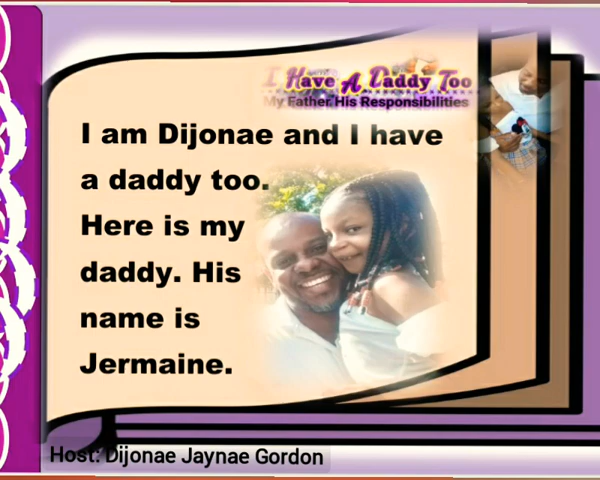 I Have A Daddy Too
My Father His Responsibilities
I am Dijonae and I have
a daddy too.
Here is my
daddy. His
name is
Jermaine.
Host: Dijonae Jaynae Gordon